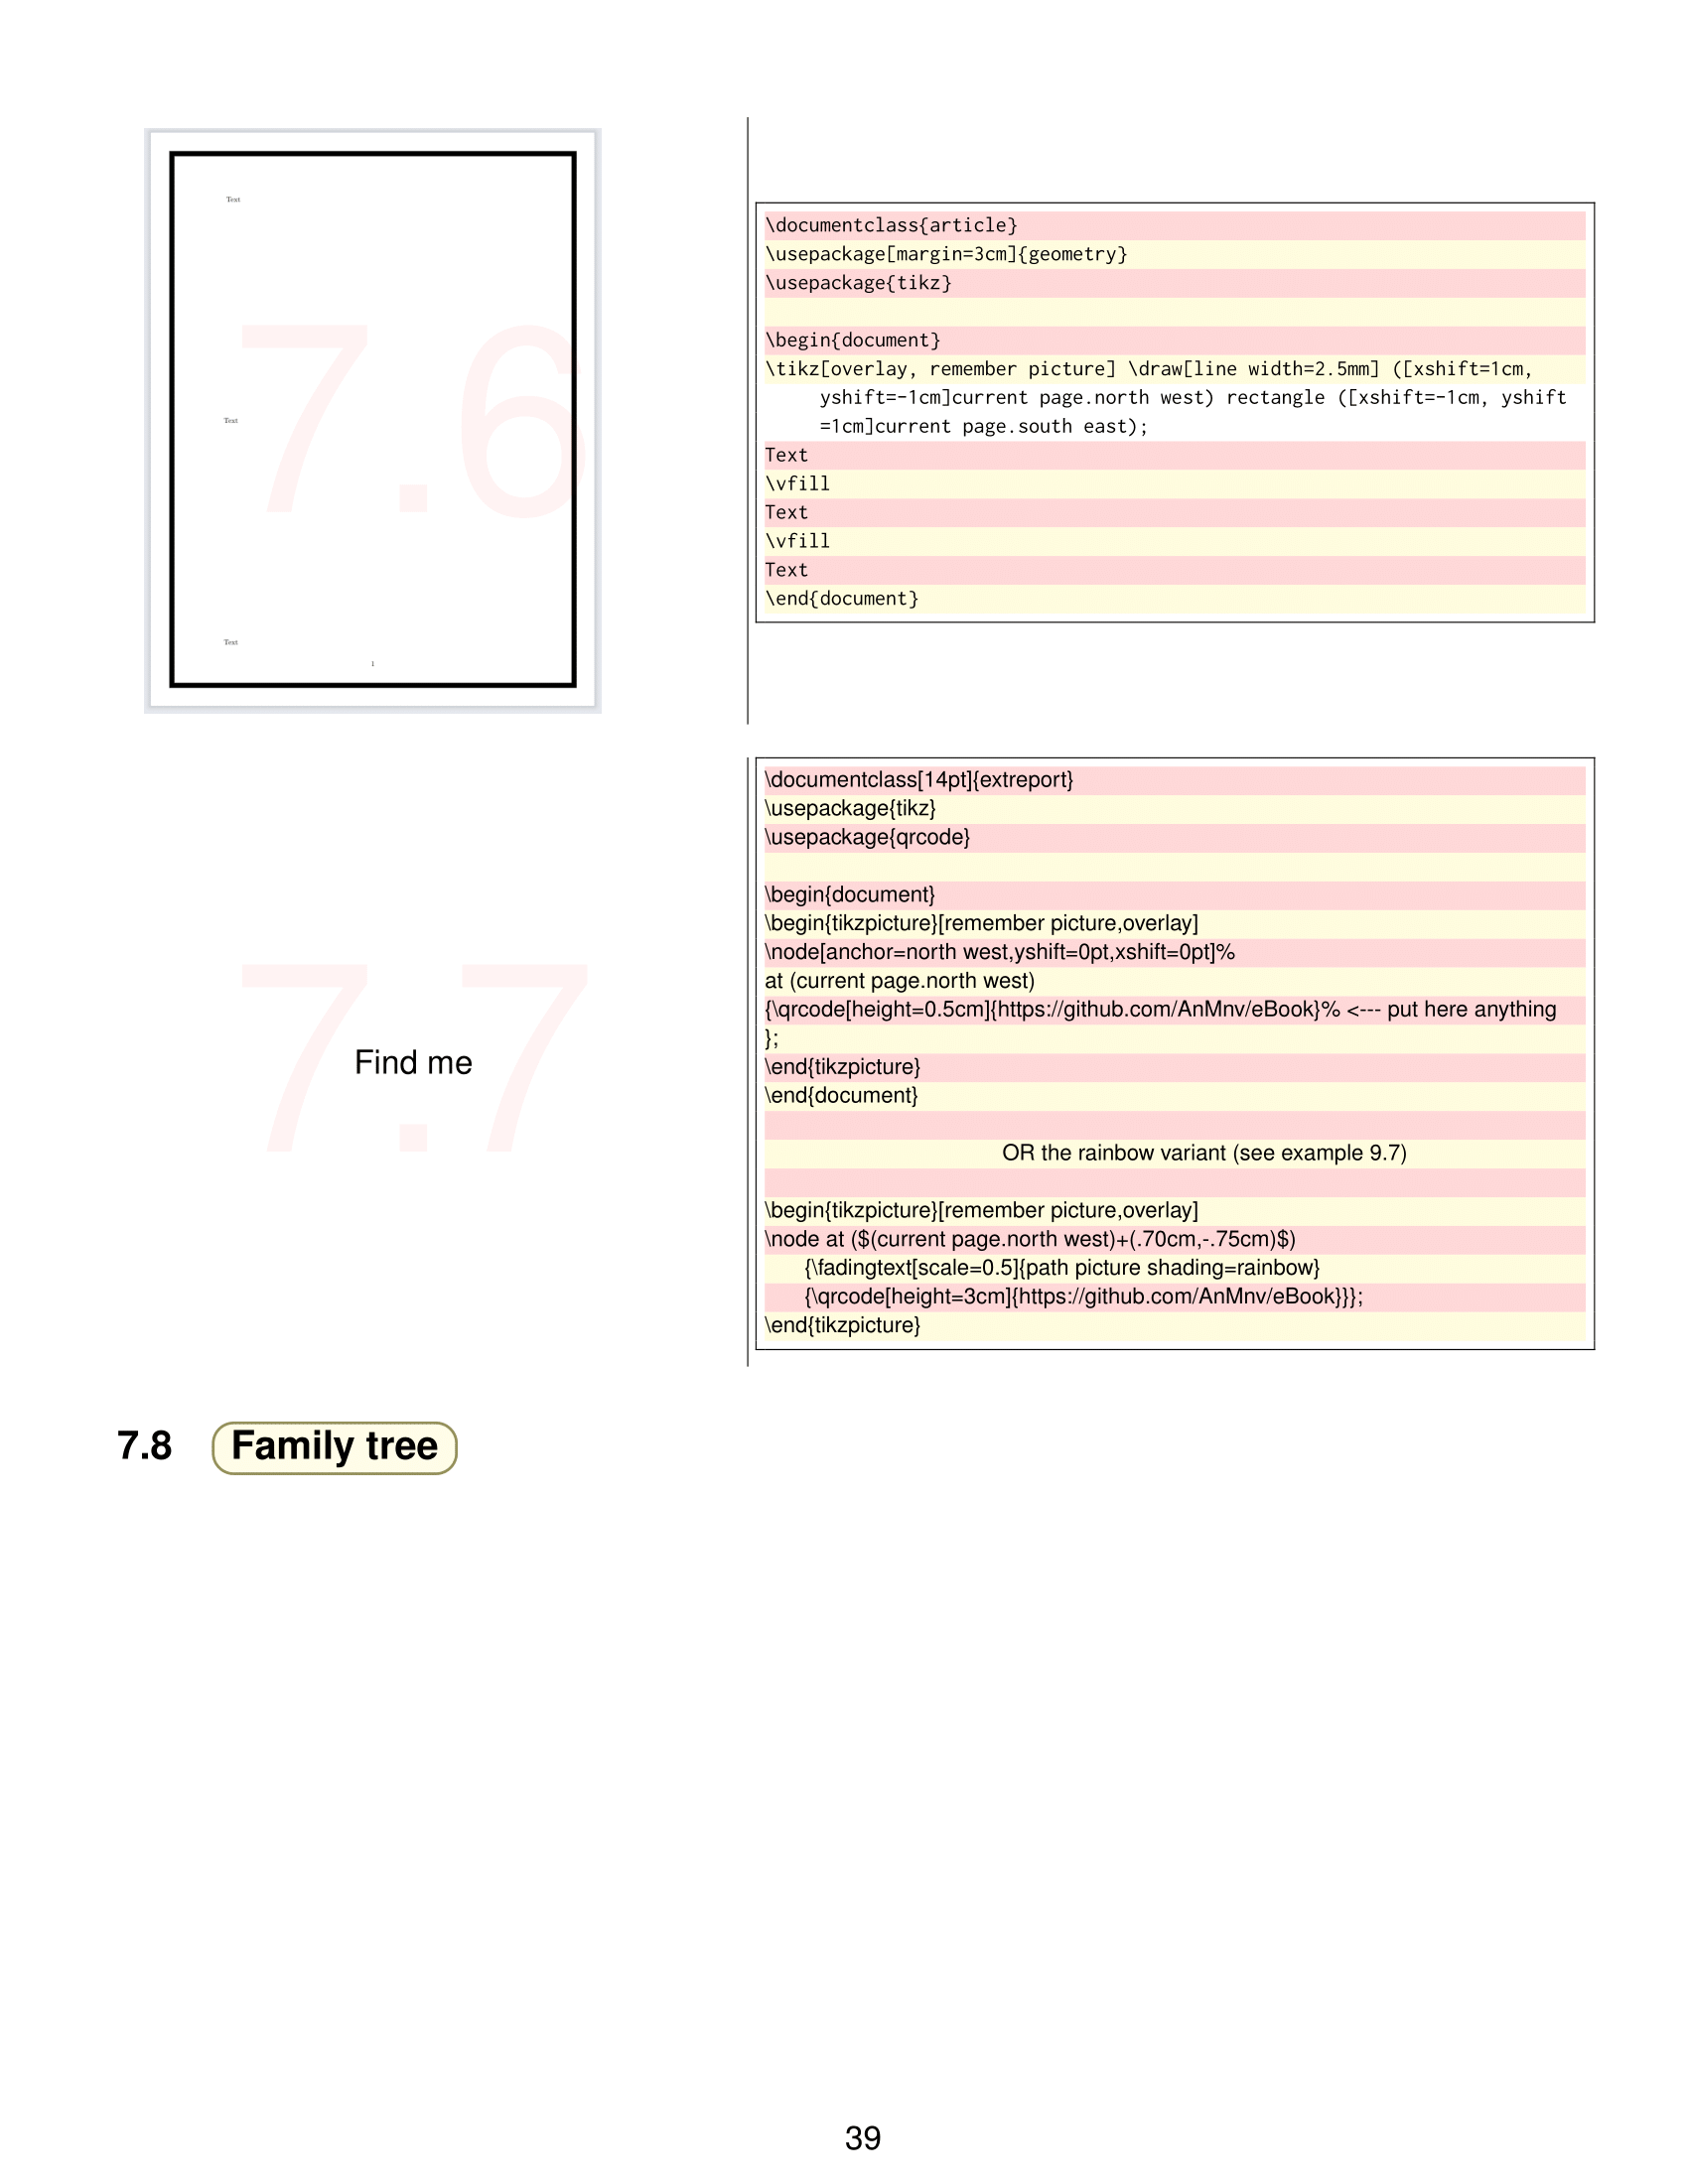 Text
7.6
Text
Text
1
\documentclass{article}
\usepackage[margin=3cm]{geometry}
\usepackage{tikz}
\begin{document}
\tikz[overlay, remember picture] \draw[line width=2.5mm] ([xshift=1cm,
yshift=-1cm]current page.north west) rectangle ([xshift=-1cm, yshift
=1cm]current page.south east);
Text
\vfill
Text
\vfill
Text
\end{document}
7.7
Find me
\documentclass[14pt]{extreport}
\usepackage{tikz}
\usepackage{qrcode}
\begin{document}
\begin{tikzpicture}[remember picture,overlay]
\node[anchor=north west,yshift=0pt,xshift=0pt]%
at (current page.north west)
{\qrcode[height=0.5cm]{https://github.com/AnMnv/eBook}% <--- put here anything
};
\end{tikzpicture}
\end{document}
OR the rainbow variant (see example 9.7)
\begin{tikzpicture}[remember picture,overlay]
\node at ($(current page.north west)+(.70cm,-.75cm)$)
{\fadingtext[scale=0.5]{path picture shading=rainbow}
{\qrcode[height=3cm]{https://github.com/AnMnv/eBook}}};
\end{tikzpicture}
7.8 Family tree
39